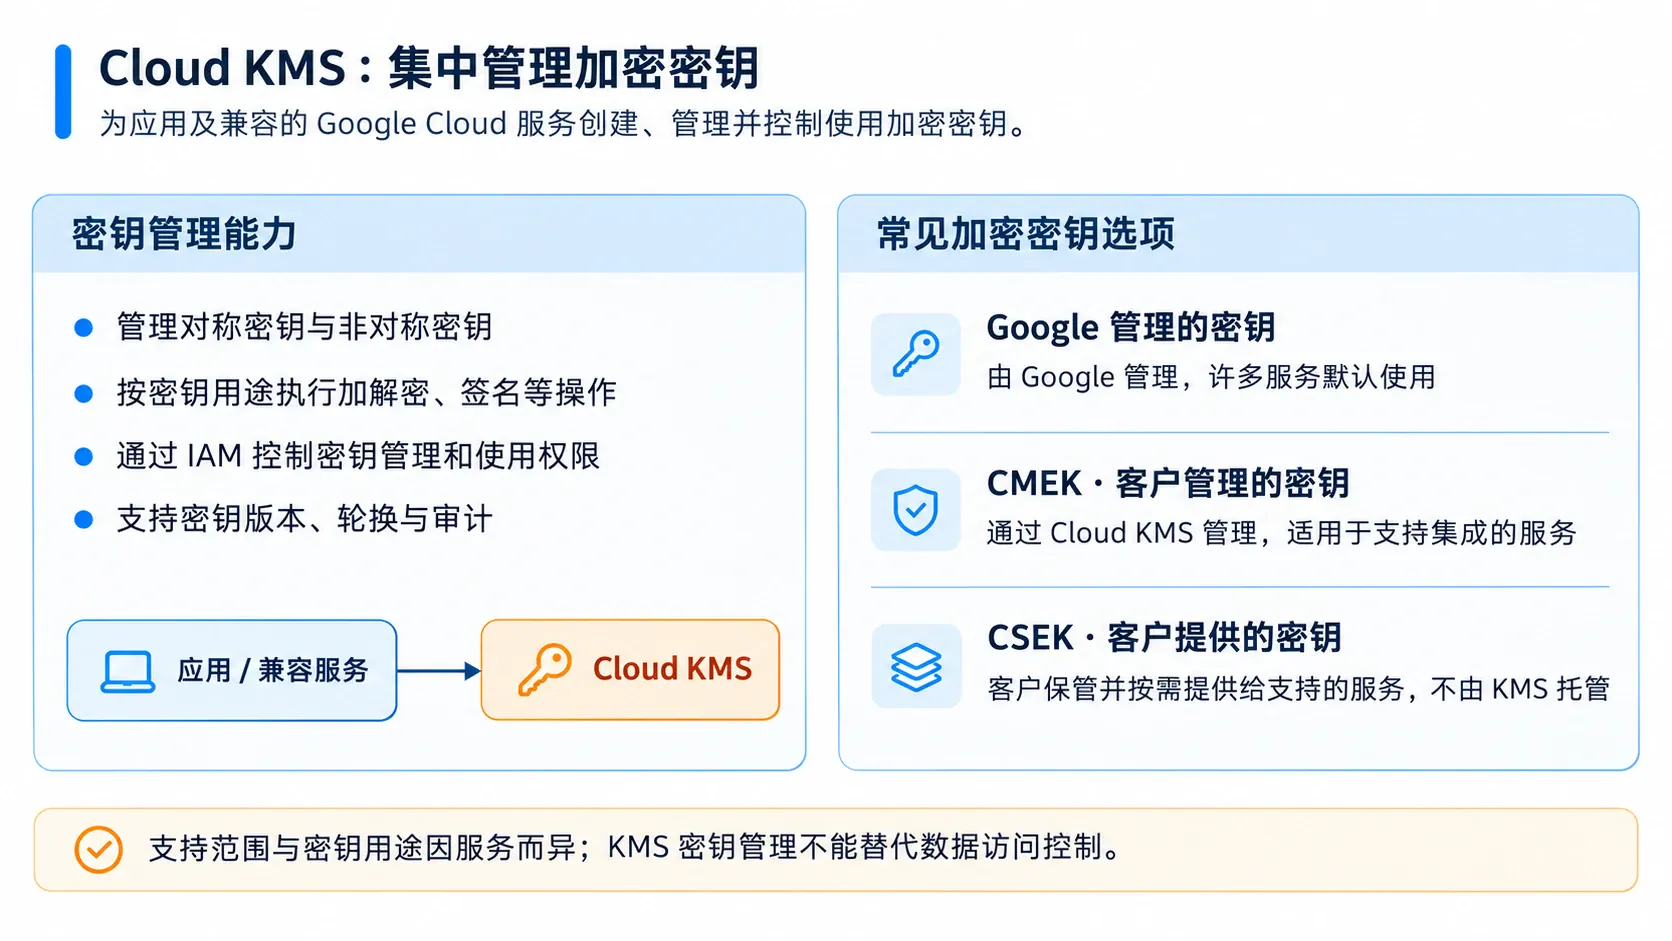 Cloud KMS：集中管理加密密钥
为应用及兼容的 Google Cloud 服务创建、管理并控制使用加密密钥。
密钥管理能力
管理对称密钥与非对称密钥
按密钥用途执行加解密、签名等操作
通过 IAM 控制密钥管理和使用权限
支持密钥版本、轮换与审计
应用 / 兼容服务
Cloud KMS
常见加密密钥选项
Google 管理的密钥
由 Google 管理，许多服务默认使用
CMEK · 客户管理的密钥
通过 Cloud KMS 管理，适用于支持集成的服务
CSEK · 客户提供的密钥
客户保管并按需提供给支持的服务，不由 KMS 托管
支持范围与密钥用途因服务而异；KMS 密钥管理不能替代数据访问控制。